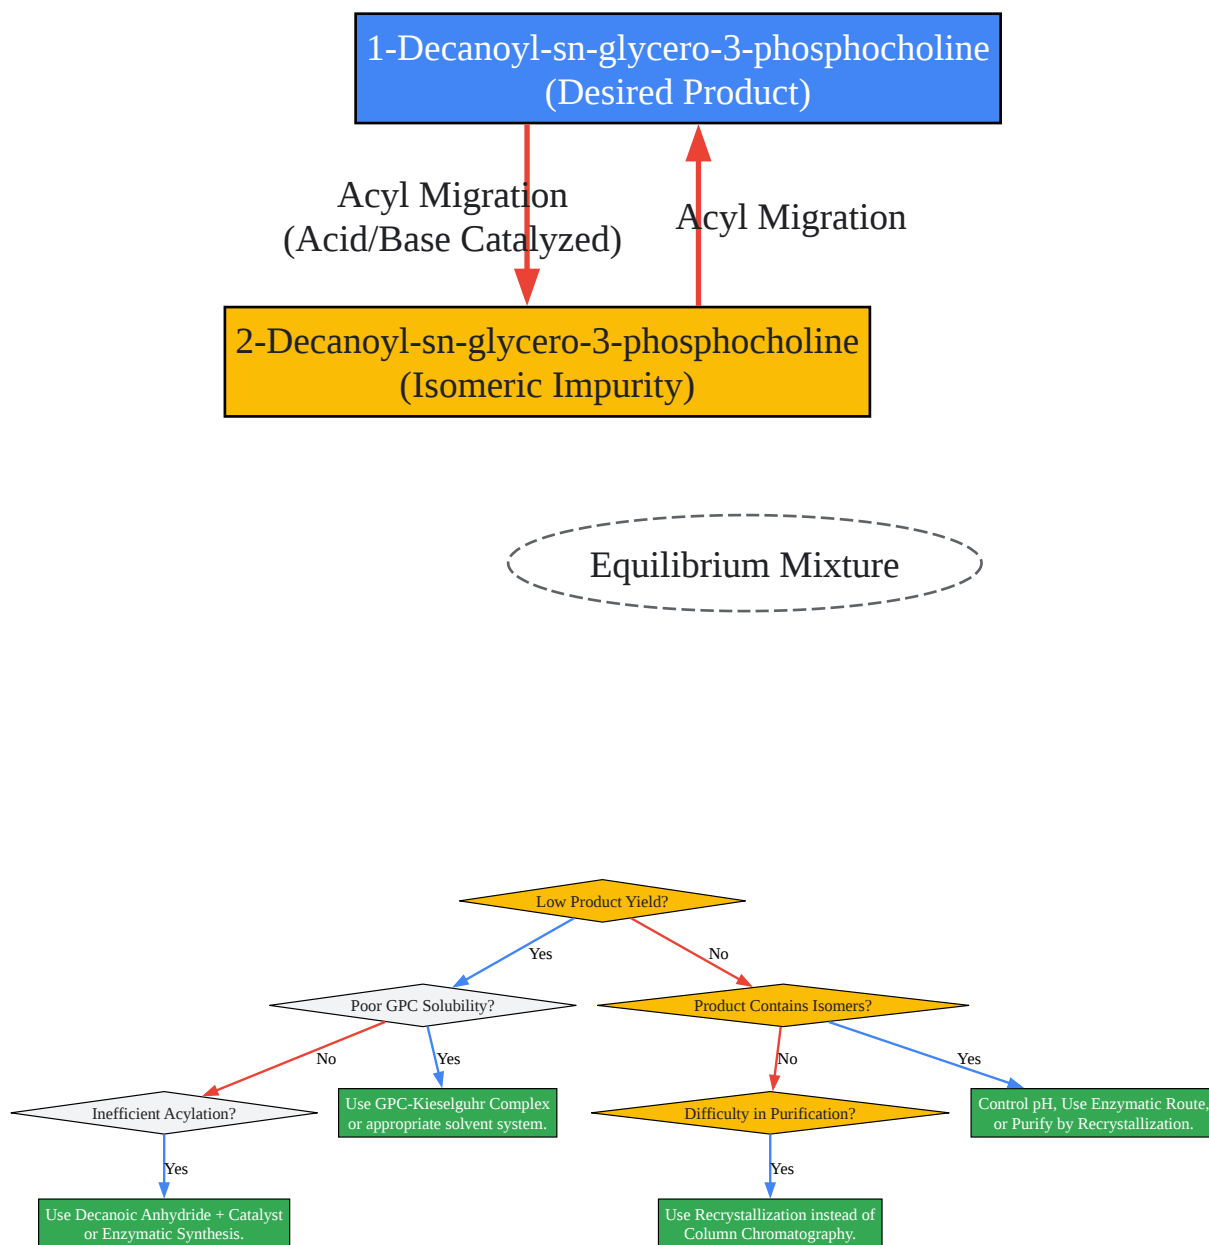 1-Decanoyl-sn-glycero-3-phosphocholine
(Desired Product)
Acyl Migration
(Acid/Base Catalyzed)
Acyl Migration
2-Decanoyl-sn-glycero-3-phosphocholine
(Isomeric Impurity)
Equilibrium Mixture
Low Product Yield?
Yes
No
Poor GPC Solubility?
Product Contains Isomers?
No
Yes
No
Yes
Inefficient Acylation?
Use GPC-Kieselguhr Complex
or appropriate solvent system.
Difficulty in Purification?
Control pH, Use Enzymatic Route,
or Purify by Recrystallization.
Yes
Yes
Use Decanoic Anhydride + Catalyst
or Enzymatic Synthesis.
Use Recrystallization instead of
Column Chromatography.